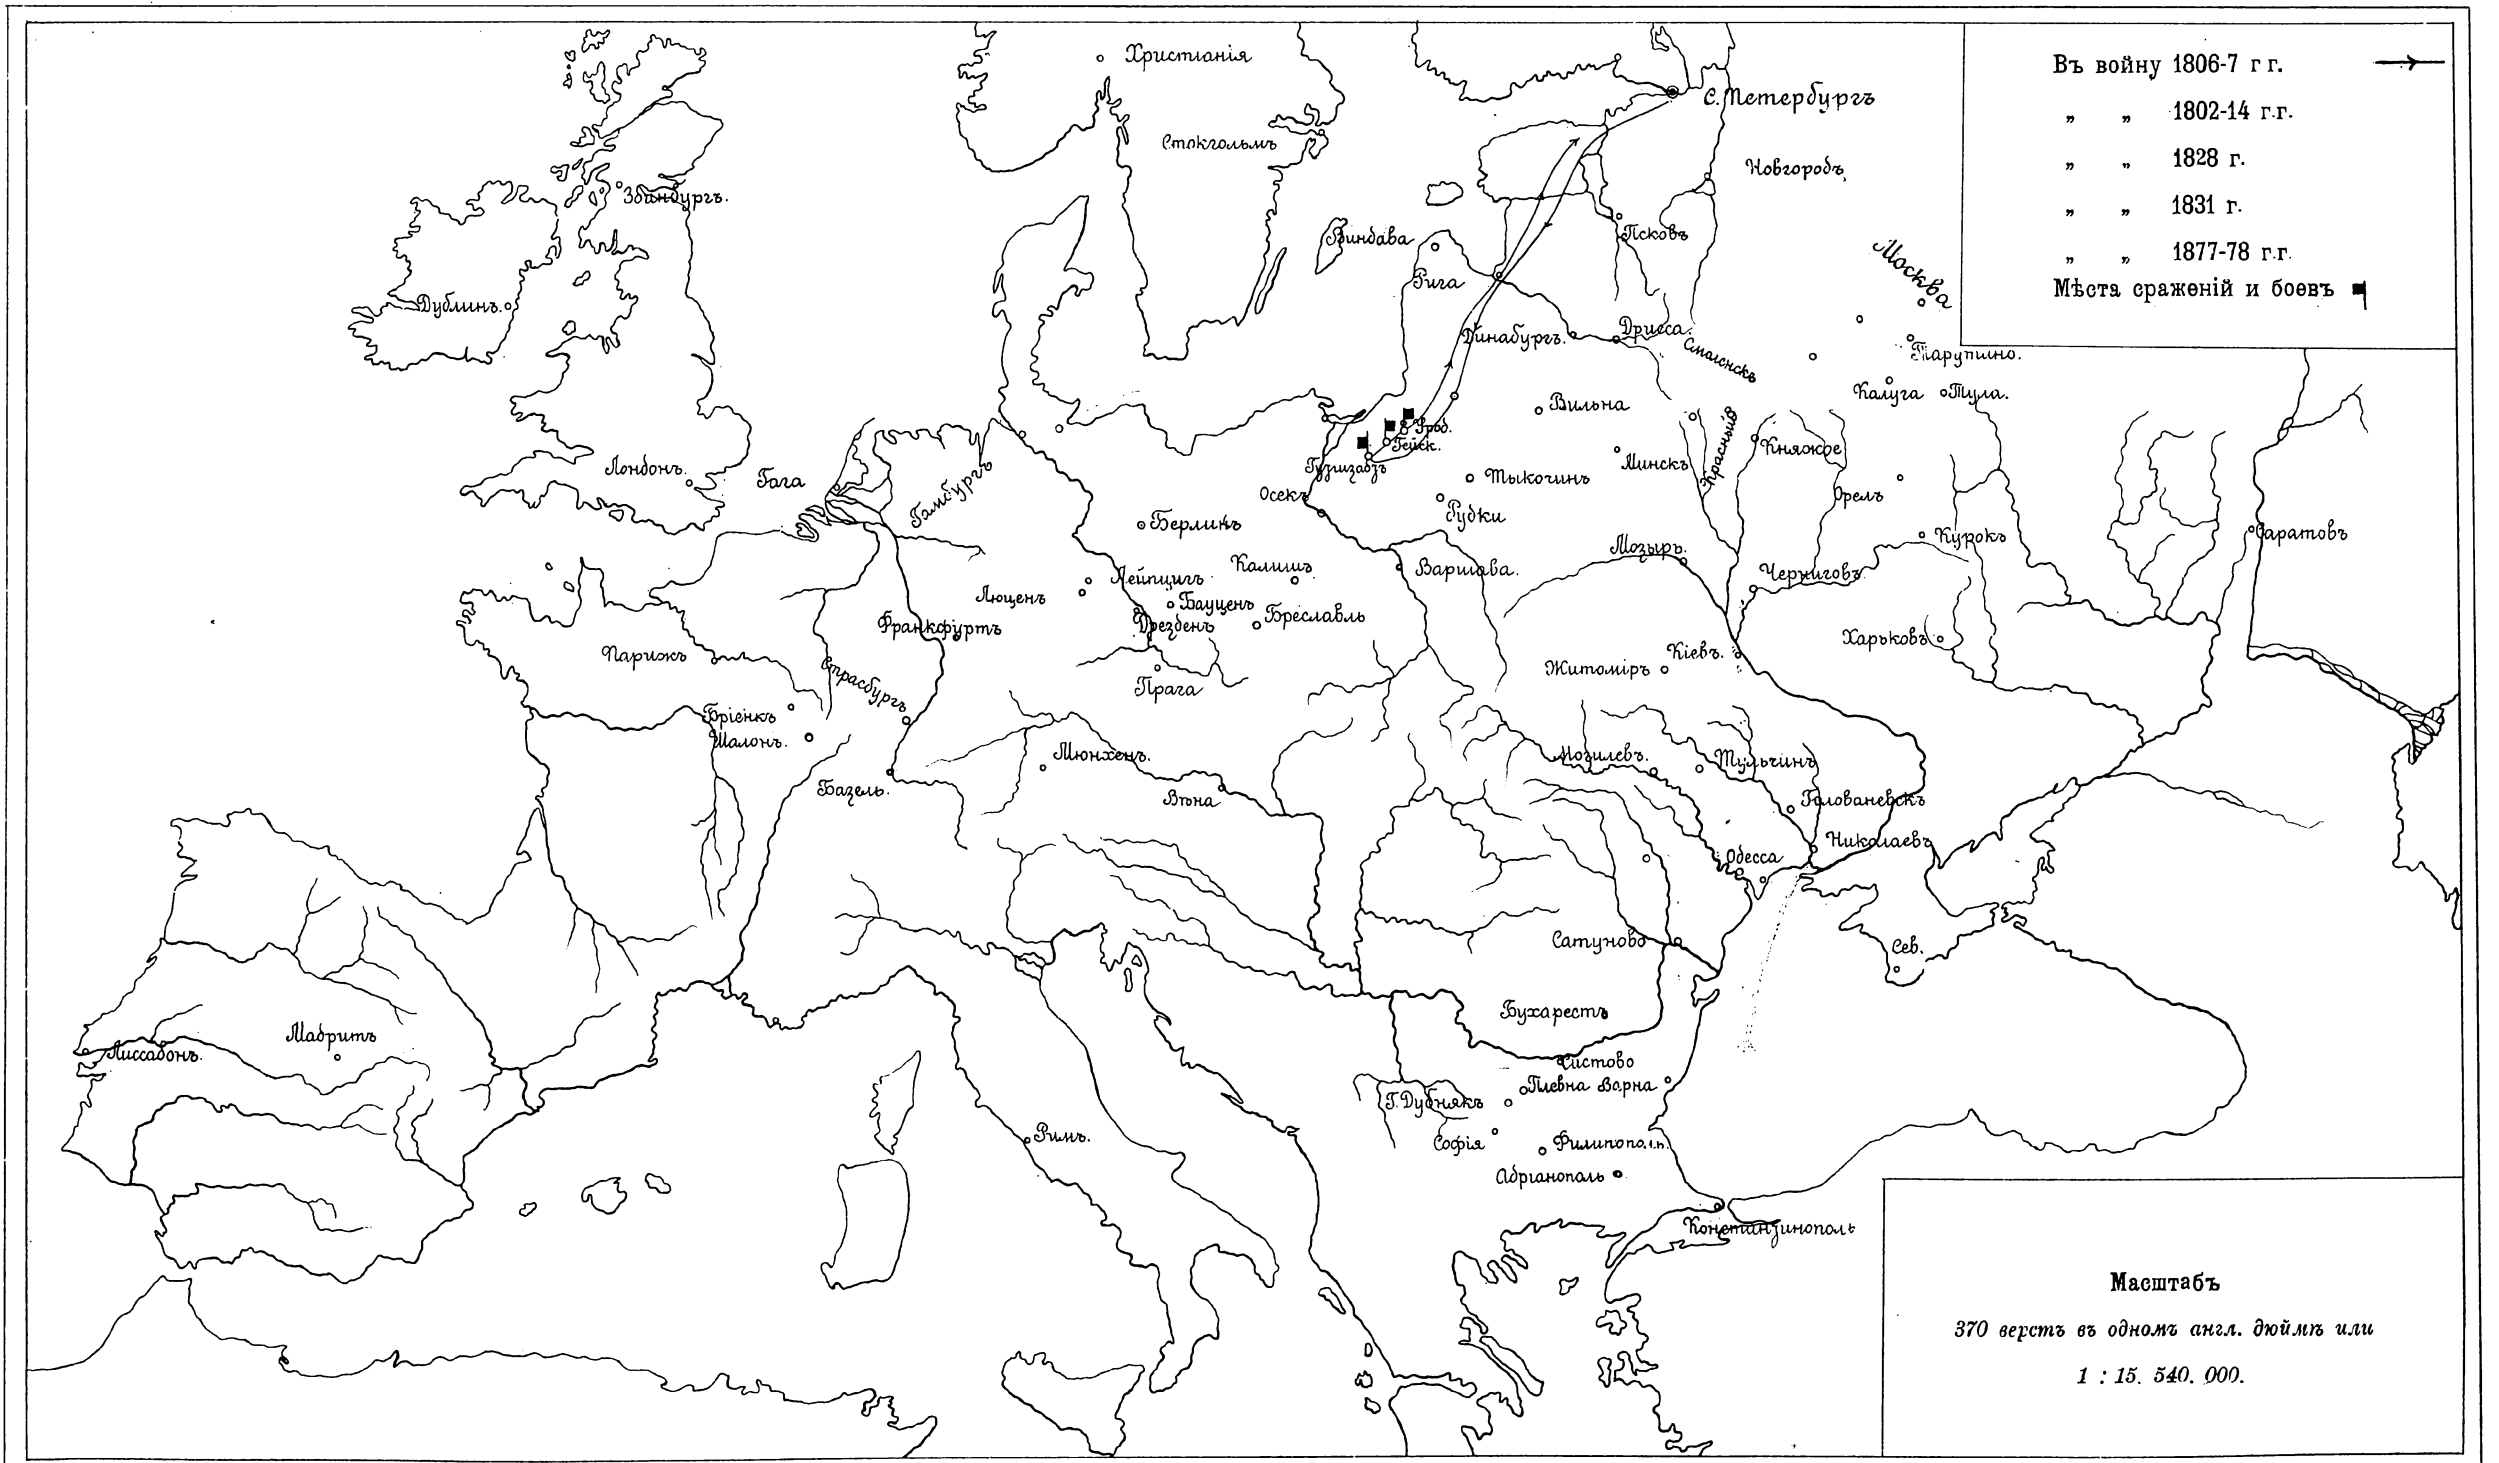 Въ войну 1806-7 г г.
„ „ 1802-14 г.г.
„ „ 1828 г.
„ „ 1831 г.
„ „ 1877-78 г.г.
Мѣста сраженій и боевъ
Христіанія
С. Петербургъ
Стокгольмъ
Новгородъ
Эдинбургъ.
Виндава
Псковъ
Москва
Рига
Дублинъ.
Динабургъ.
Дрисса.
Смоленскъ
Тарутино.
Калуга
Тула.
Вильна
Фрид.
Гейск.
Красный
Княжое
Лондонъ.
Гага
Гамбургъ
Минскъ
Тыкочинъ
Осекъ
Рудки
Орелъ
Берлинъ
Курокъ
Саратовъ
Мозырь.
Калишъ
Варшава.
Лейпцигъ
Черниговъ
Люценъ
Бауценъ
Бреславль
Дрезденъ
Франкфуртъ
Парижъ
Харьковъ
Кіевъ.
Житоміръ
Страсбургъ
Прага
Бріенкъ
Шалонъ.
Мюнхенъ.
Могилевъ.
Тульчинъ
Базель.
Вѣна
Голованевскъ
Николаевъ
Одесса
Сатуново
Сев.
Бухарестъ
Мадритъ
Лиссабонъ.
Систово
Плевна
Варна
Г. Дубнякъ
Римъ.
Софія
Филипопо.л.п.
Адріанополь
Константинополь
Масштабъ
370 верстъ въ одномъ англ. дюймѣ или
1 : 15. 540. 000.